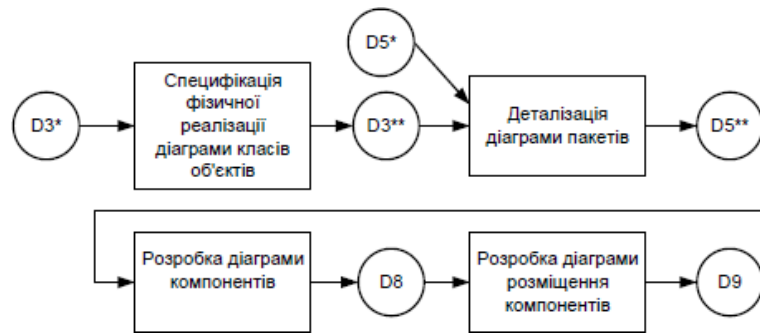 D5*
D3*
Специфікація
фізичної
реалізації
діаграми класів
об'єктів
D3**
Деталізація
діаграми пакетів
D5**
Розробка діаграми
компонентів
D8
Розробка діаграми
розміщення
компонентів
D9